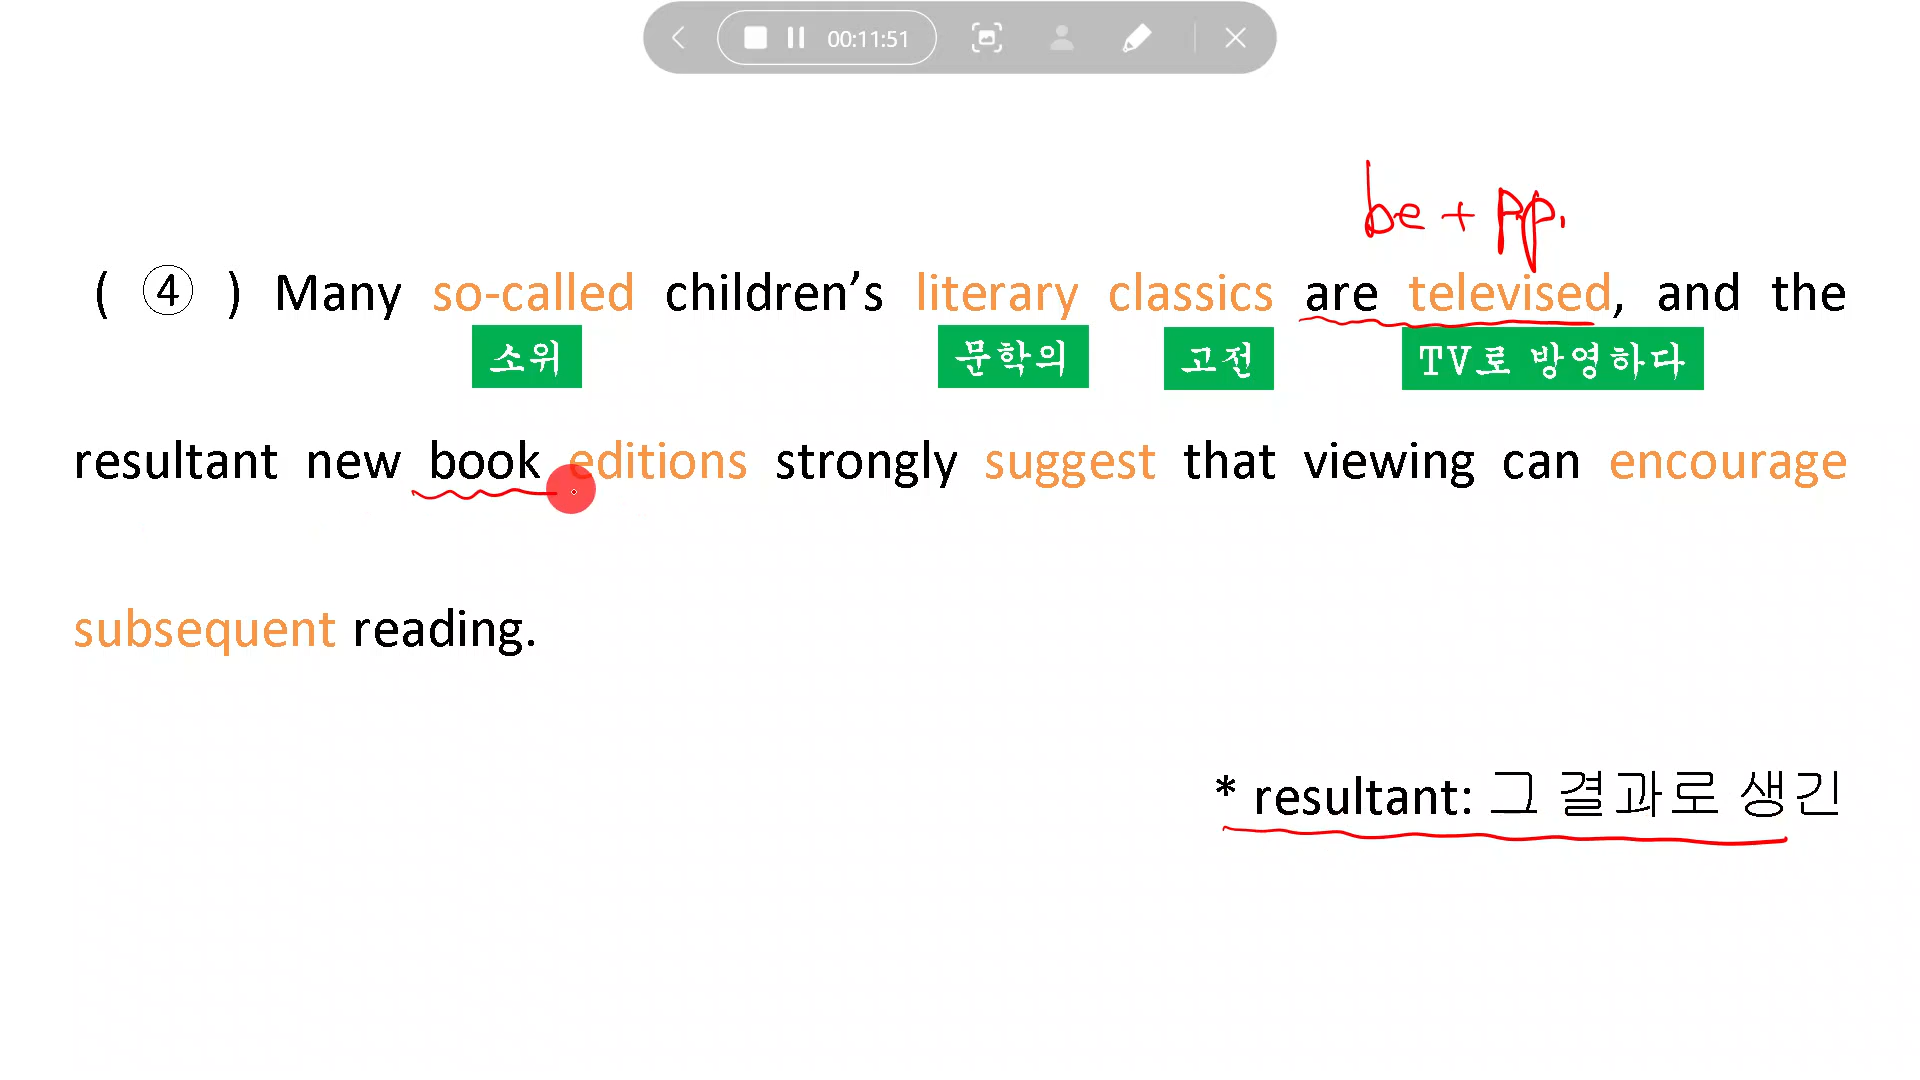 00:11:51
be + pp.
( ④ ) Many so-called children’s literary classics are televised, and the
소위 문학의 고전 TV로 방영하다
resultant new book editions strongly suggest that viewing can encourage
subsequent reading.
* resultant: 그 결과로 생긴